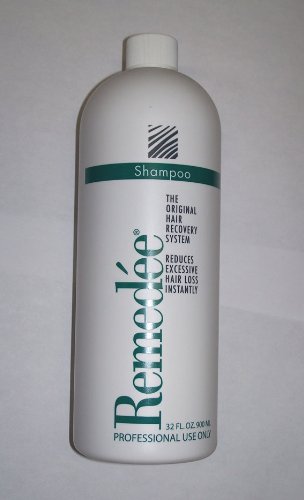 Shampoo
THE
ORIGINAL
HAIR
RECOVERY
SYSTEM
REDUCES
EXCESSIVE
HAIR LOSS
INSTANTLY
Remedée®
32 FL. OZ. 900 ML
PROFESSIONAL USE ONLY